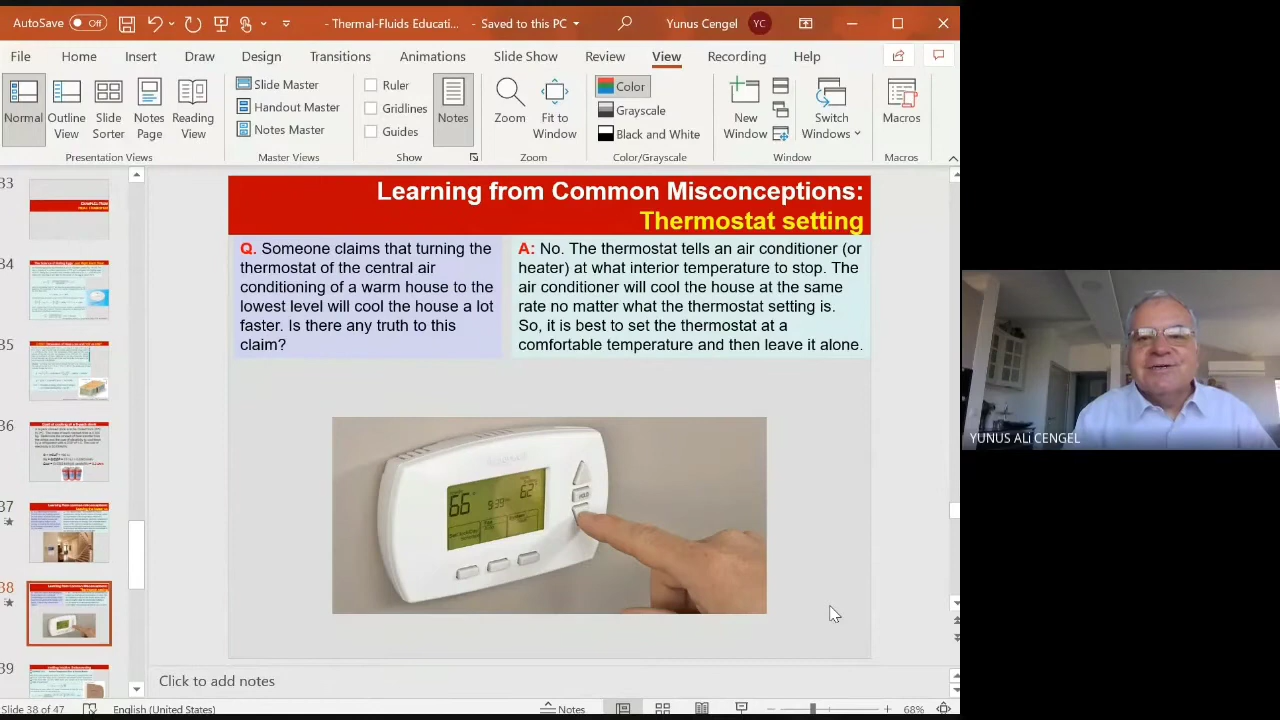 AutoSave Off
- Thermal-Fluids Educati... - Saved to this PC
Yunus Cengel YC
File Home Insert Draw Design Transitions Animations Slide Show Review View Recording Help
Normal
Outline View
Slide Sorter
Notes Page
Reading View
Presentation Views
Slide Master
Handout Master
Notes Master
Master Views
Ruler
Gridlines
Guides
Show
Notes
Zoom
Fit to Window
Zoom
Color
Grayscale
Black and White
Color/Grayscale
New Window
Switch Windows
Window
Macros
Macros
33
34
35
36
37
38
39
Learning from Common Misconceptions:
Thermostat setting
Q. Someone claims that turning the
thermostat of the central air
conditioning of a warm house to the
lowest level would cool the house a lot
faster. Is there any truth to this
claim?
A: No. The thermostat tells an air conditioner (or
heater) at what interior temperature to stop. The
air conditioner will cool the house at the same
rate no matter what the thermostat setting is.
So, it is best to set the thermostat at a
comfortable temperature and then leave it alone.
YUNUS ALi CENGEL
Click to add notes
Slide 38 of 47
English (United States)
Notes
68%